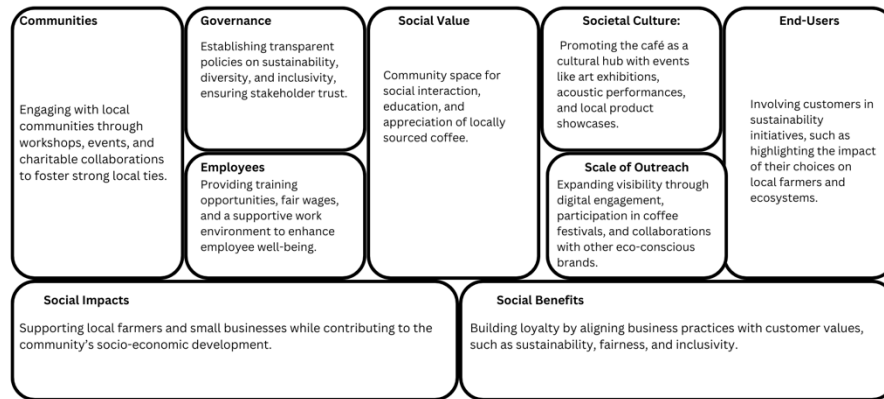 Communities
Engaging with local
communities through
workshops, events, and
charitable collaborations
to foster strong local ties.
Governance
Establishing transparent
policies on sustainability,
diversity, and inclusivity,
ensuring stakeholder trust.
Employees
Providing training
opportunities, fair wages,
and a supportive work
environment to enhance
employee well-being.
Social Value
Community space for
social interaction,
education, and
appreciation of locally
sourced coffee.
Societal Culture:
Promoting the café as a
cultural hub with events
like art exhibitions,
acoustic performances,
and local product
showcases.
Scale of Outreach
Expanding visibility through
digital engagement,
participation in coffee
festivals, and collaborations
with other eco-conscious
brands.
End-Users
Involving customers in
sustainability
initiatives, such as
highlighting the impact
of their choices on
local farmers and
ecosystems.
Social Impacts
Supporting local farmers and small businesses while contributing to the
community's socio-economic development.
Social Benefits
Building loyalty by aligning business practices with customer values,
such as sustainability, fairness, and inclusivity.